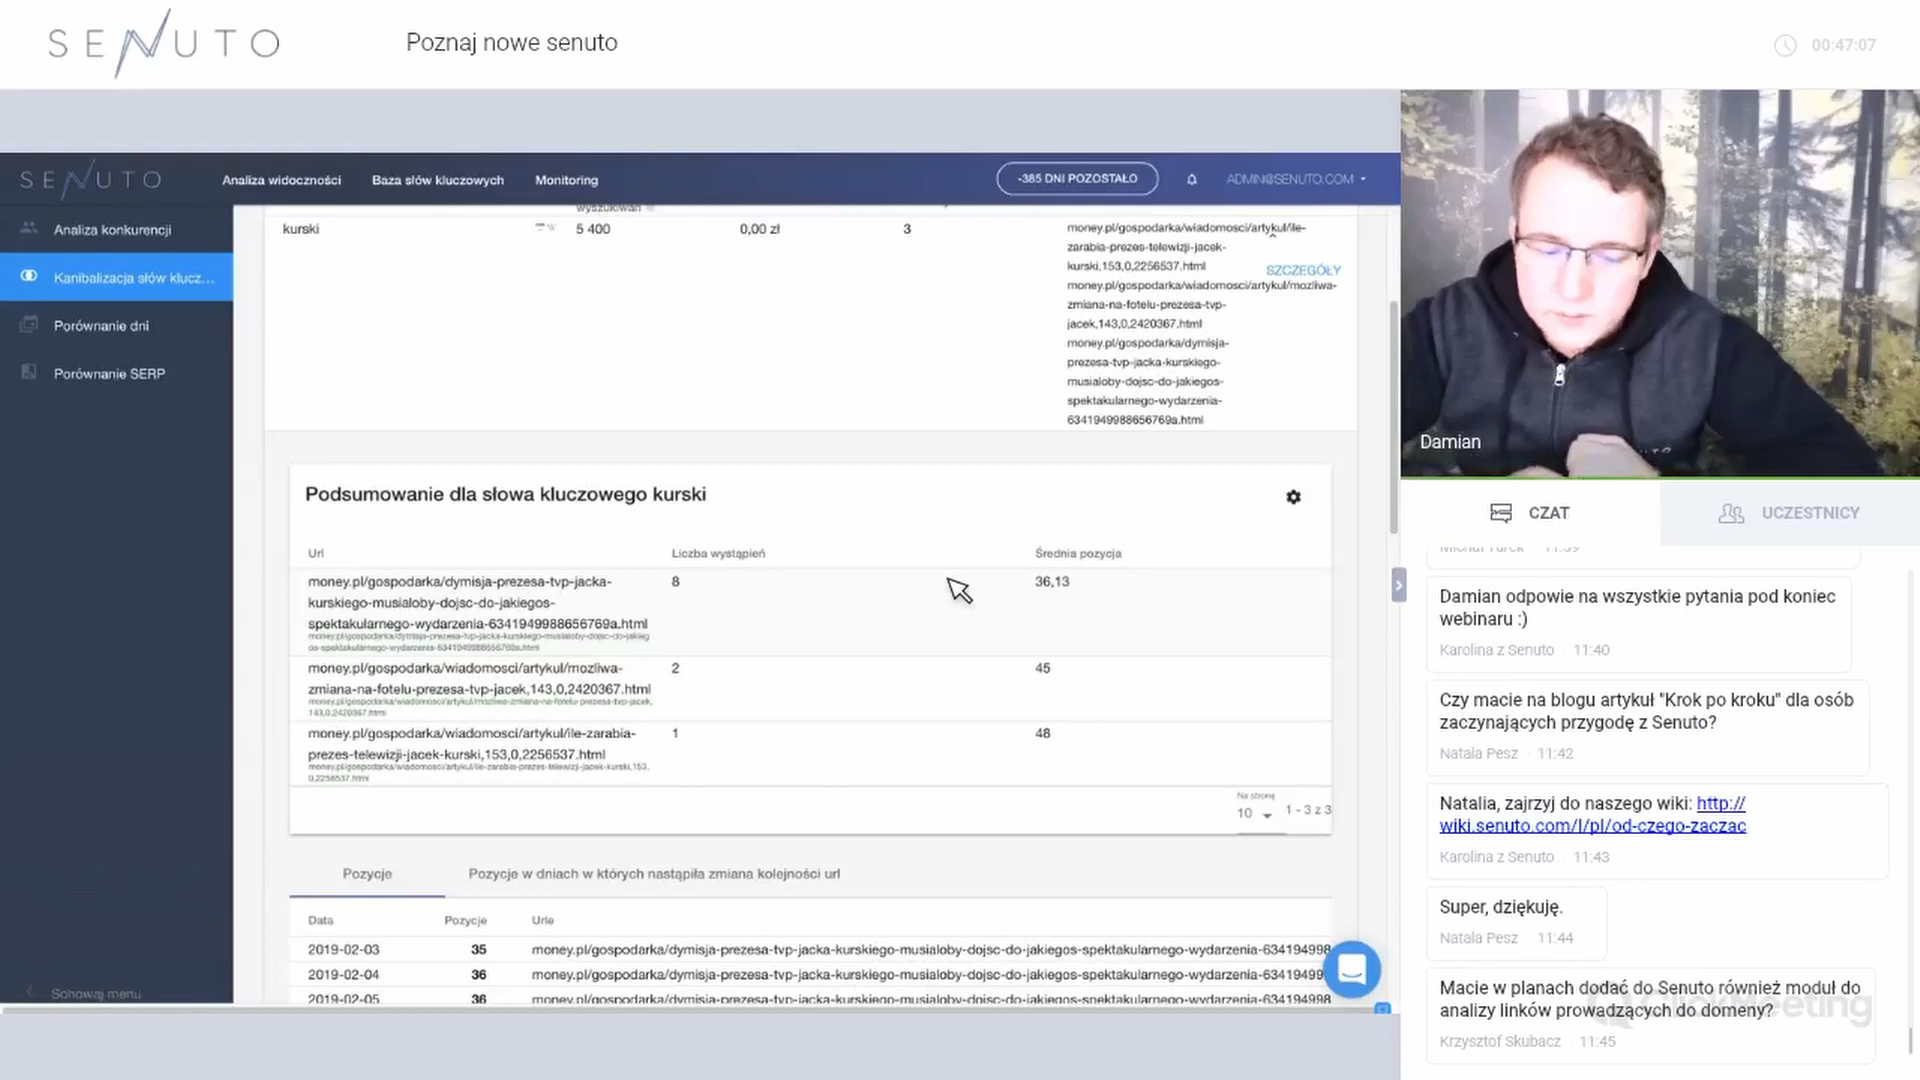 SENUTO
Poznaj nowe senuto
00:47:07
SENUTO
Analiza widoczności
Baza słów kluczowych
Monitoring
-385 DNI POZOSTAŁO
ADMIN@SENUTO.COM
Analiza konkurencji
Kanibalizacja słów klucz...
Porównanie dni
Porównanie SERP
Schowaj menu
wyszukiwań
kurski
5 400
0,00 zł
3
money.pl/gospodarka/wiadomosci/artykul/ile-
zarabia-prezes-telewizji-jacek-
kurski,153,0,2256537.html
SZCZEGÓŁY
money.pl/gospodarka/wiadomosci/artykul/mozliwa-
zmiana-na-fotelu-prezesa-tvp-
jacek,143,0,2420367.html
money.pl/gospodarka/dymisja-
prezesa-tvp-jacka-kurskiego-
musialoby-dojsc-do-jakiegos-
spektakularnego-wydarzenia-
6341949988656769a.html
Podsumowanie dla słowa kluczowego kurski
Url
Liczba wystąpień
Średnia pozycja
money.pl/gospodarka/dymisja-prezesa-tvp-jacka-
kurskiego-musialoby-dojsc-do-jakiegos-
spektakularnego-wydarzenia-6341949988656769a.html
money.pl/gospodarka/dymisja-prezesa-tvp-jacka-kurskiego-musialoby-dojsc-do-jakieg
os-spektakularnego-wydarzenia-6341949988656769a.html
8
36,13
money.pl/gospodarka/wiadomosci/artykul/mozliwa-
zmiana-na-fotelu-prezesa-tvp-jacek,143,0,2420367.html
money.pl/gospodarka/wiadomosci/artykul/mozliwa-zmiana-na-fotelu-prezesa-tvp-jacek,
143,0,2420367.html
2
45
money.pl/gospodarka/wiadomosci/artykul/ile-zarabia-
prezes-telewizji-jacek-kurski,153,0,2256537.html
money.pl/gospodarka/wiadomosci/artykul/ile-zarabia-prezes-telewizji-jacek-kurski,153,
0,2256537.html
1
48
Na stronę
10
1 - 3 z 3
Pozycje
Pozycje w dniach w których nastąpiła zmiana kolejności url
Data
Pozycje
Urle
2019-02-03 35 money.pl/gospodarka/dymisja-prezesa-tvp-jacka-kurskiego-musialoby-dojsc-do-jakiegos-spektakularnego-wydarzenia-634194998
2019-02-04 36 money.pl/gospodarka/dymisja-prezesa-tvp-jacka-kurskiego-musialoby-dojsc-do-jakiegos-spektakularnego-wydarzenia-63419499
2019-02-05 36 money.pl/gospodarka/dymisja-prezesa-tvp-jacka-kurskiego-musialoby-dojsc-do-jakiegos-spektakularnego-wydarzenia-634194998
Damian
CZAT
UCZESTNICY
Michał Turek 11:39
Damian odpowie na wszystkie pytania pod koniec
webinaru :)
Karolina z Senuto 11:40
Czy macie na blogu artykuł "Krok po kroku" dla osób
zaczynających przygodę z Senuto?
Natala Pesz 11:42
Natalia, zajrzyj do naszego wiki: http://
wiki.senuto.com/l/pl/od-czego-zaczac
Karolina z Senuto 11:43
Super, dziękuję.
Natala Pesz 11:44
Macie w planach dodać do Senuto również moduł do
analizy linków prowadzących do domeny?
Krzysztof Skubacz 11:45
ClickMeeting